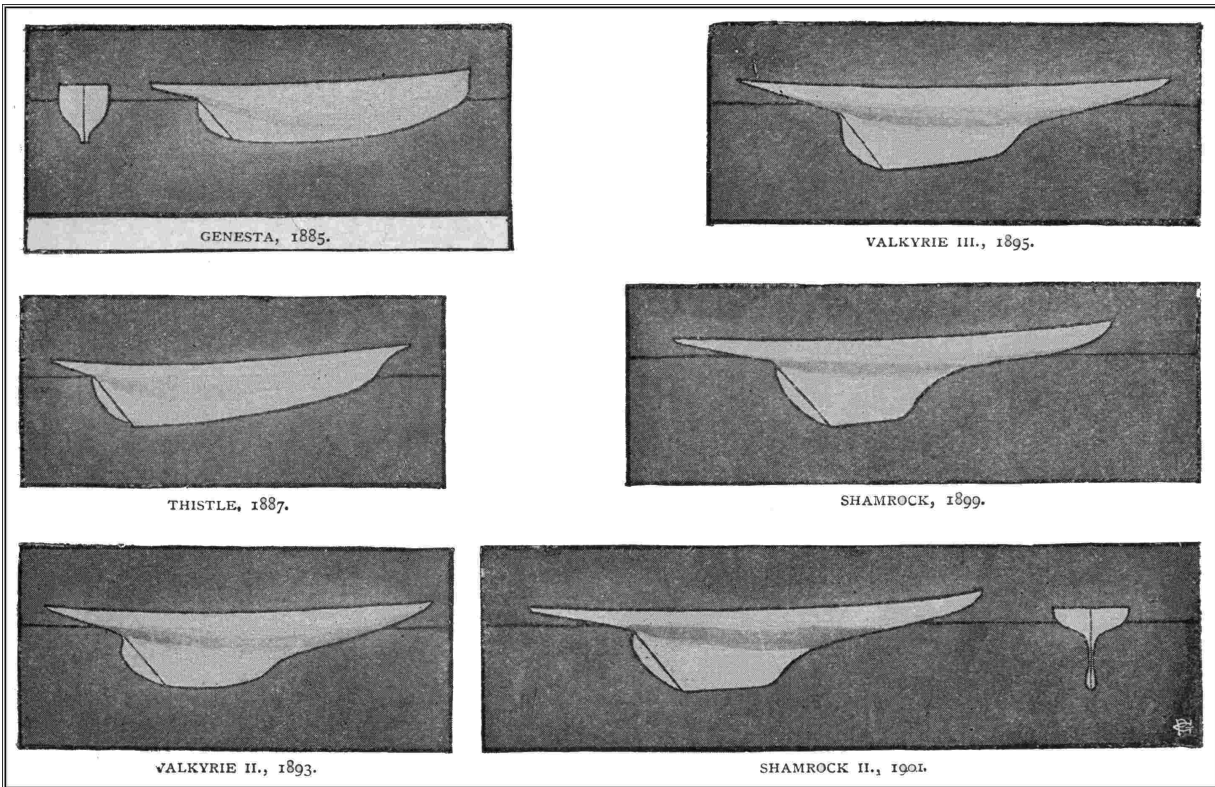 GENESTA, 1885.
VALKYRIE III., 1895.
THISTLE, 1887.
SHAMROCK, 1899.
VALKYRIE II., 1893.
SHAMROCK II., 1901.